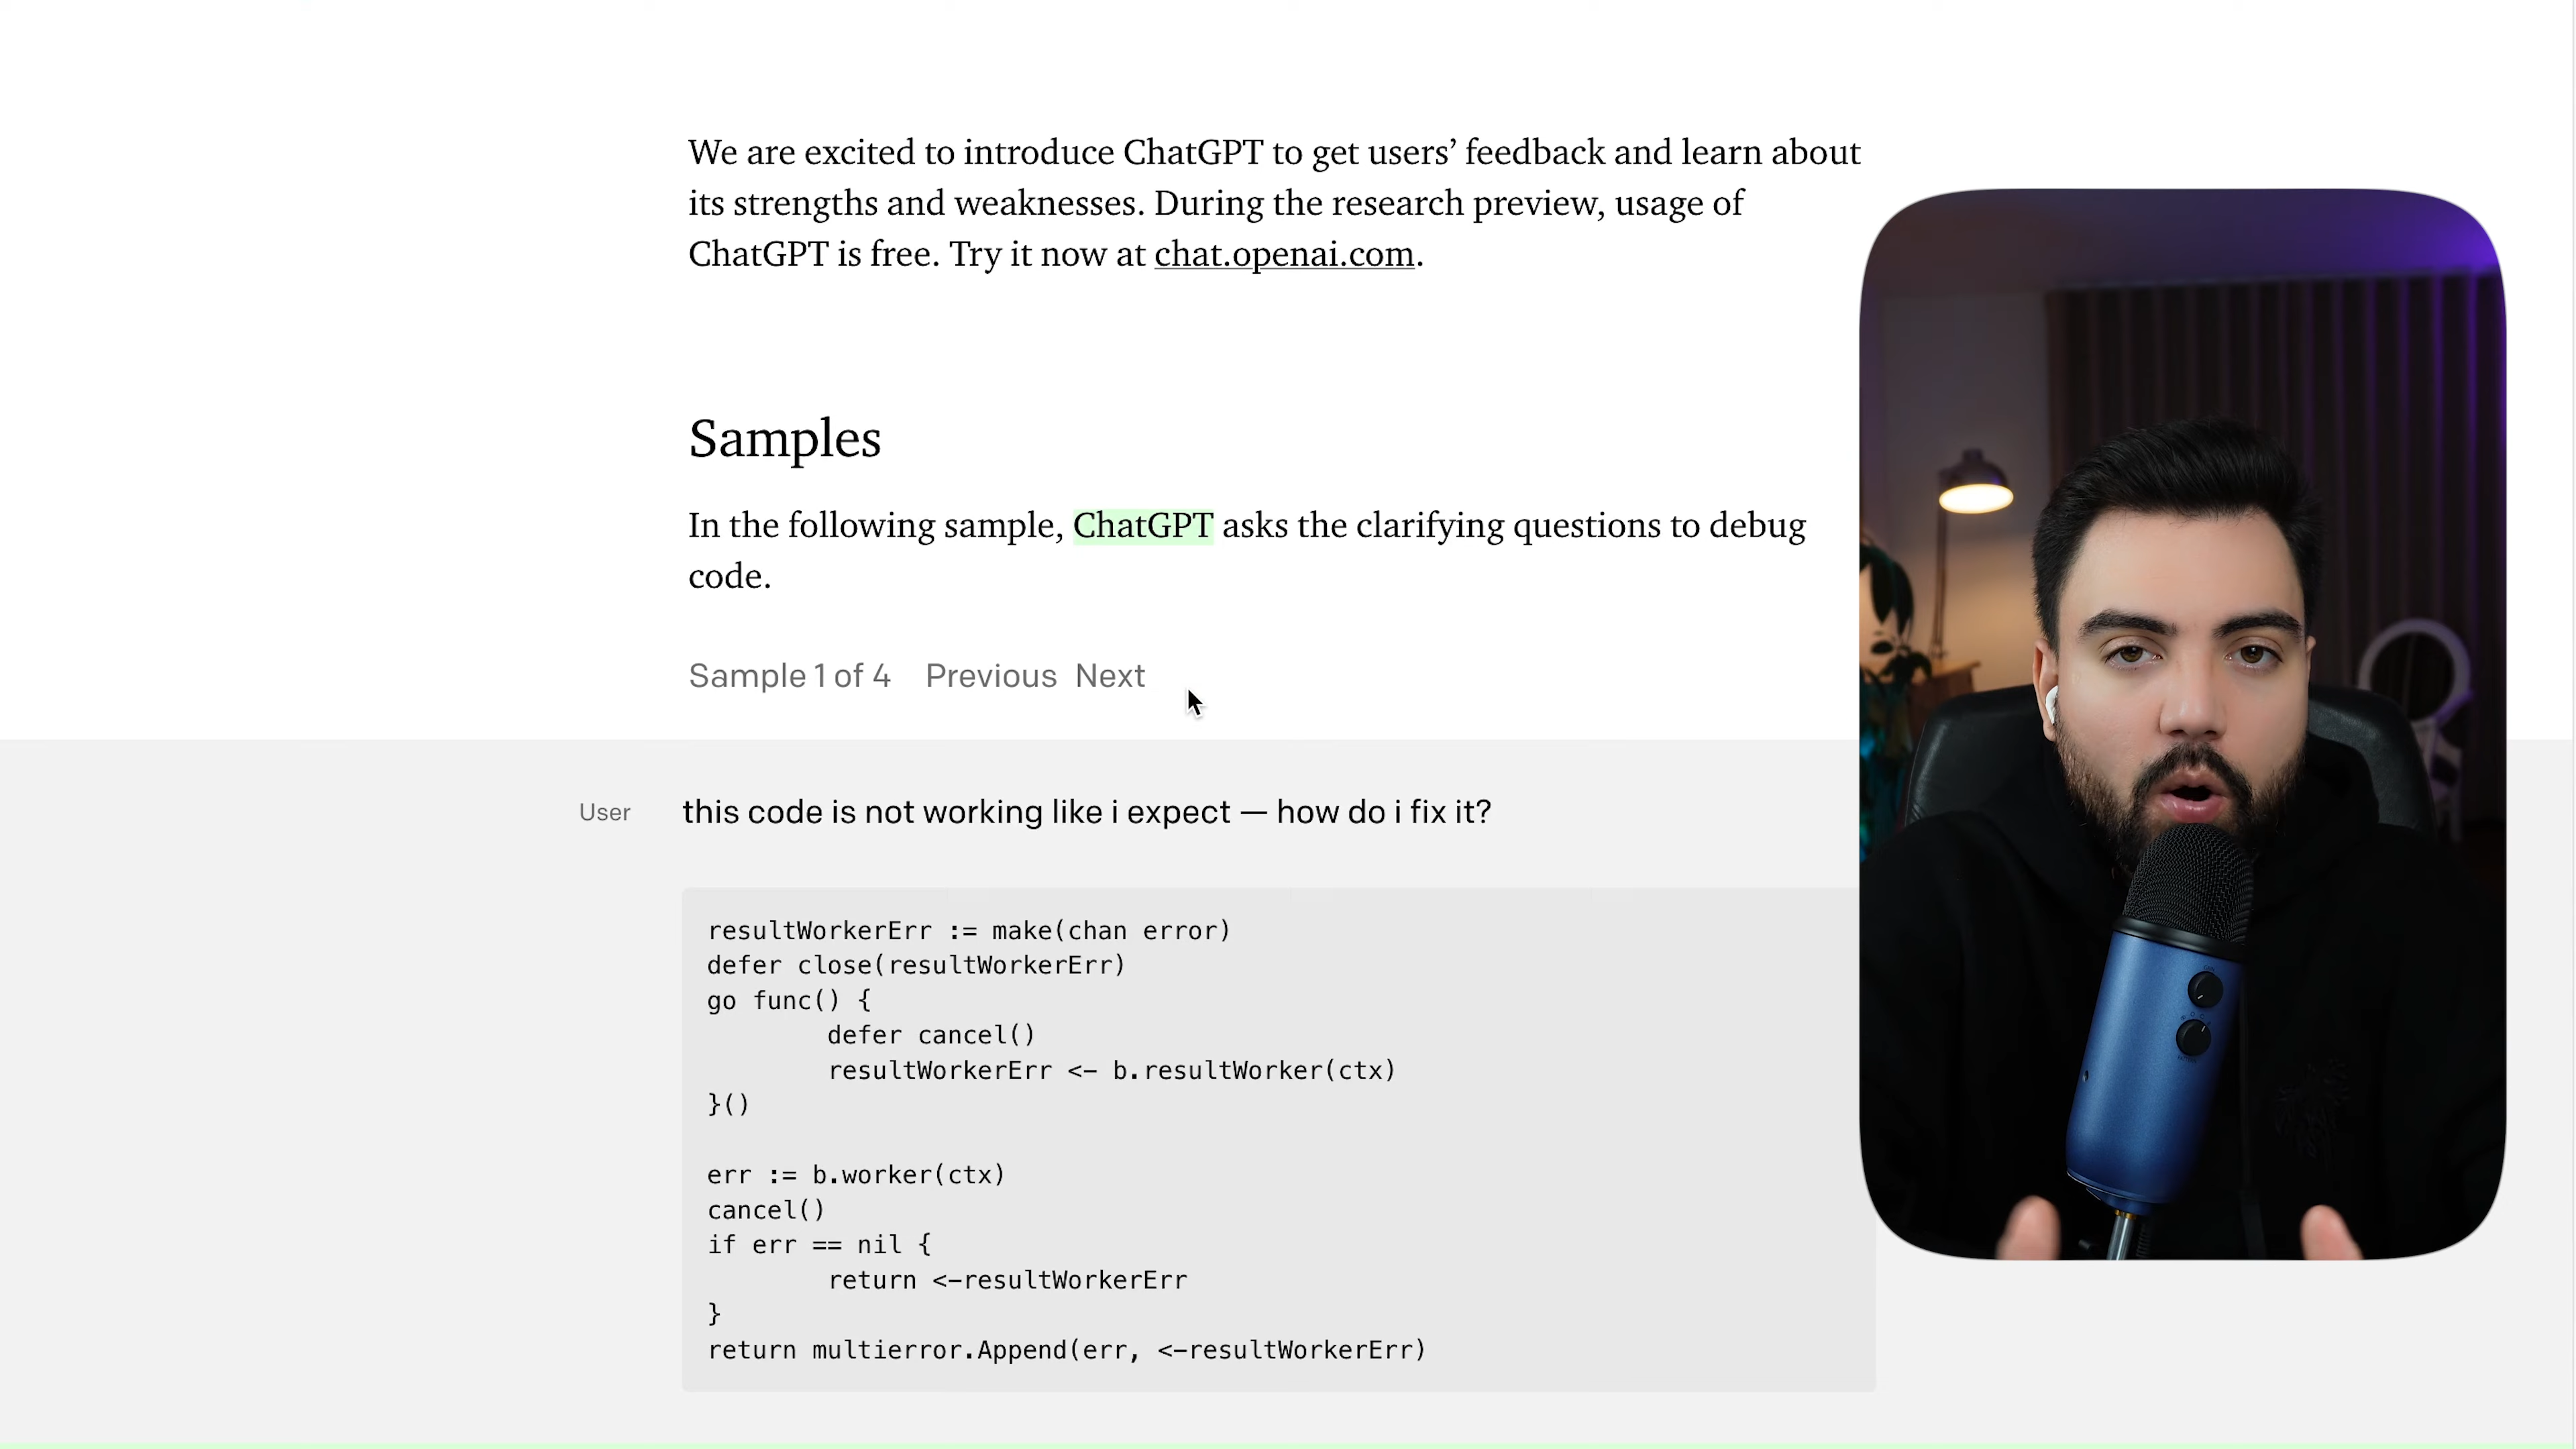 We are excited to introduce ChatGPT to get users’ feedback and learn about
its strengths and weaknesses. During the research preview, usage of
ChatGPT is free. Try it now at chat.openai.com.
Samples
In the following sample, ChatGPT asks the clarifying questions to debug
code.
Sample 1 of 4 Previous Next
User this code is not working like i expect — how do i fix it?
resultWorkerErr := make(chan error)
defer close(resultWorkerErr)
go func() {
defer cancel()
resultWorkerErr <- b.resultWorker(ctx)
}()
err := b.worker(ctx)
cancel()
if err == nil {
return <-resultWorkerErr
}
return multierror.Append(err, <-resultWorkerErr)